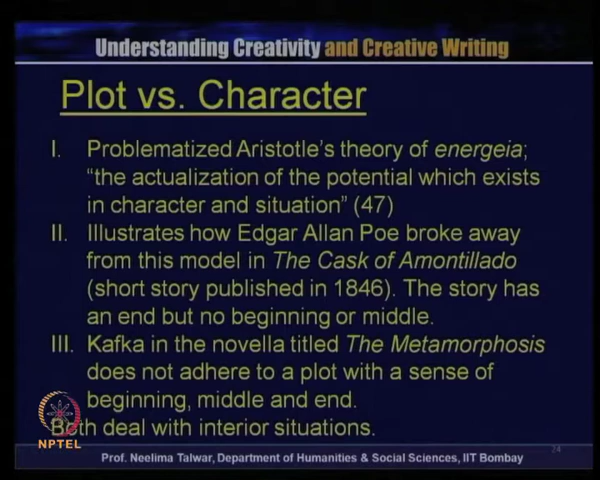 Understanding Creativity and Creative Writing
Plot vs. Character
I. Problematized Aristotle's theory of energeia;
"the actualization of the potential which exists
in character and situation" (47)
II. Illustrates how Edgar Allan Poe broke away
from this model in The Cask of Amontillado
(short story published in 1846). The story has
an end but no beginning or middle.
III. Kafka in the novella titled The Metamorphosis
does not adhere to a plot with a sense of
beginning, middle and end.
Both deal with interior situations.
NPTEL
24
Prof. Neelima Talwar, Department of Humanities & Social Sciences, IIT Bombay